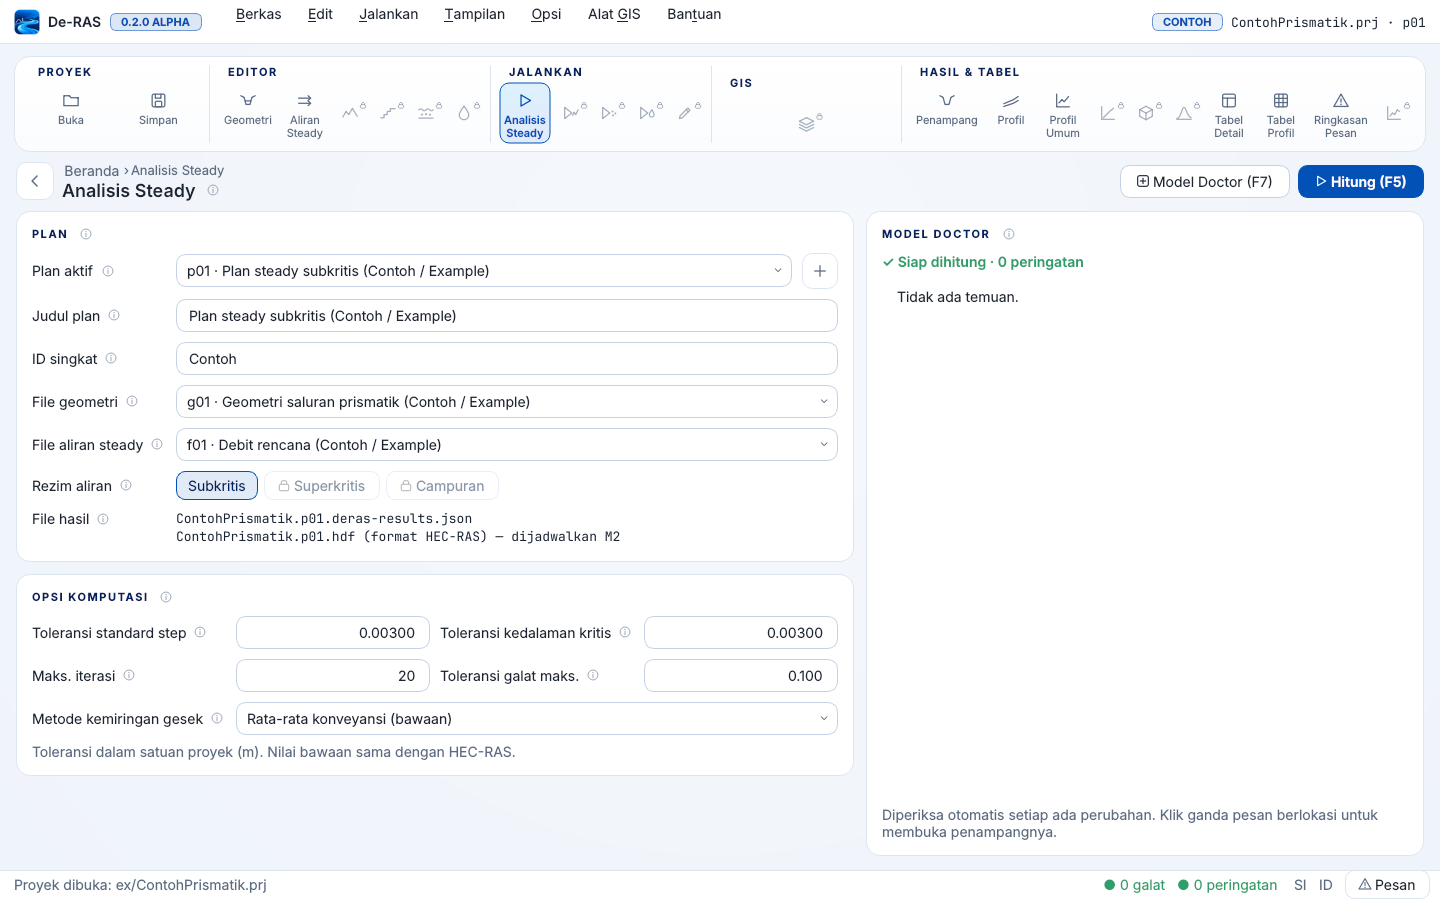 De-RAS
0.2.0 ALPHA
Berkas
Edit
Jalankan
Tampilan
Opsi
Alat GIS
Bantuan
CONTOH
ContohPrismatik.prj · p01
PROYEK
Buka
Simpan
EDITOR
Geometri
Aliran
Steady
JALANKAN
Analisis
Steady
GIS
HASIL & TABEL
Penampang
Profil
Profil
Umum
Tabel
Detail
Tabel
Profil
Ringkasan
Pesan
Beranda › Analisis Steady
Analisis Steady
Model Doctor (F7)
Hitung (F5)
PLAN
Plan aktif
p01 · Plan steady subkritis (Contoh / Example)
Judul plan
Plan steady subkritis (Contoh / Example)
ID singkat
Contoh
File geometri
g01 · Geometri saluran prismatik (Contoh / Example)
File aliran steady
f01 · Debit rencana (Contoh / Example)
Rezim aliran
Subkritis
Superkritis
Campuran
File hasil
ContohPrismatik.p01.deras-results.json
ContohPrismatik.p01.hdf (format HEC-RAS) — dijadwalkan M2
OPSI KOMPUTASI
Toleransi standard step
0.00300
Toleransi kedalaman kritis
0.00300
Maks. iterasi
20
Toleransi galat maks.
0.100
Metode kemiringan gesek
Rata-rata konveyansi (bawaan)
Toleransi dalam satuan proyek (m). Nilai bawaan sama dengan HEC-RAS.
MODEL DOCTOR
✓ Siap dihitung · 0 peringatan
Tidak ada temuan.
Diperiksa otomatis setiap ada perubahan. Klik ganda pesan berlokasi untuk
membuka penampangnya.
Proyek dibuka: ex/ContohPrismatik.prj
0 galat
0 peringatan
SI
ID
Pesan